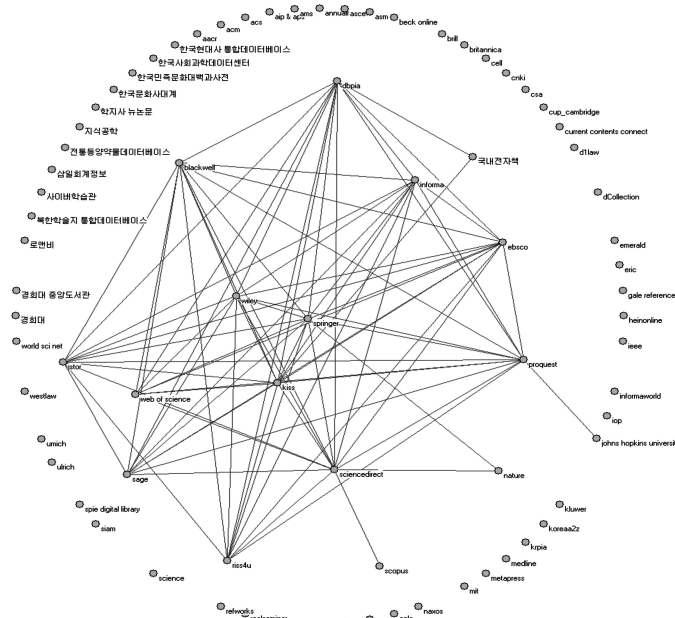 aip & aps
ams
annual
asce
asm
beck online
acs
acm
aacr
brill
britannica
cell
cnki
csa
cup_cambridge
current contents connect
d1law
dCollection
한국현대사 통합데이터베이스
한국사회과학데이터센터
한국민족문화대백과사전
한국문화사대계
학지사 뉴논문
지식공학
전통동양약물데이터베이스
삼일회계정보
사이버학습관
북한학술지 통합데이터베이스
로앤비
경희대 중앙도서관
경희대
world sci net
dbpia
국내전자책
blackwell
informa
ebsco
emerald
eric
gale reference
heinonline
ieee
wiley
springer
jstor
proquest
web of science
kiss
westlaw
informaworld
iop
johns hopkins universit
umich
ulrich
sage
sciencedirect
nature
spie digital library
siam
kluwer
koreaa2z
krpia
medline
metapress
mit
riss4u
scopus
science
refworks
naxos